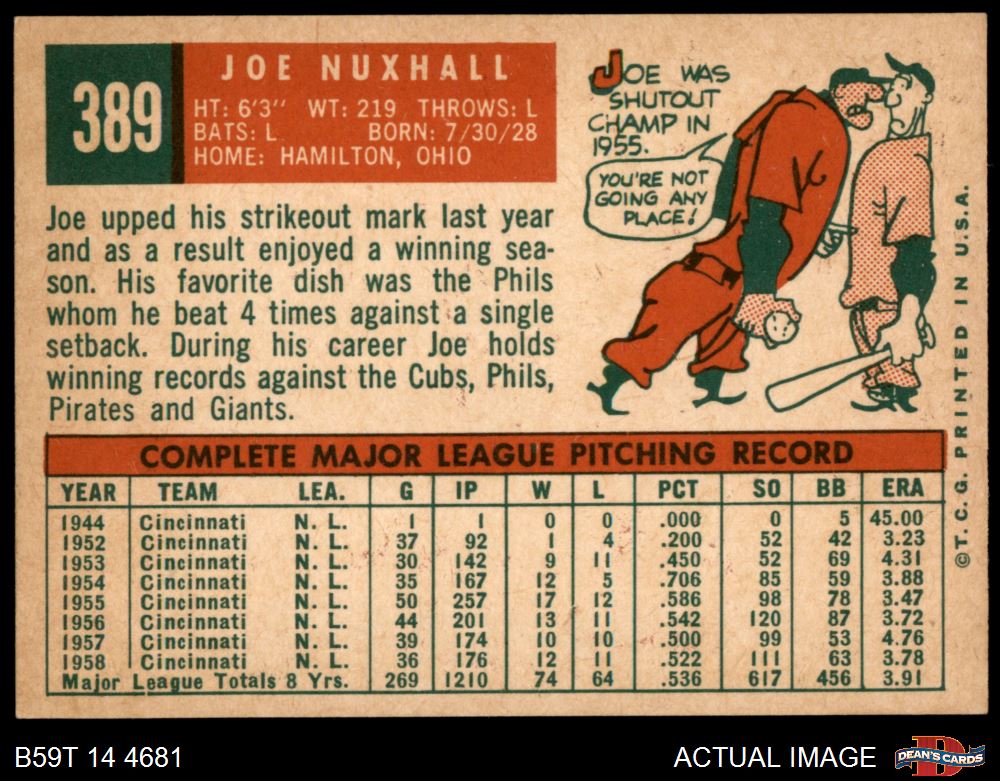 389
JOE NUXHALL
HT: 6'3" WT: 219 THROWS: L
BATS: L BORN: 7/30/28
HOME: HAMILTON, OHIO
Joe upped his strikeout mark last year
and as a result enjoyed a winning sea-
son. His favorite dish was the Phils
whom he beat 4 times against a single
setback. During his career Joe holds
winning records against the Cubs, Phils,
Pirates and Giants.
JOE WAS
SHUTOUT
CHAMP IN
1955.
YOU'RE NOT
GOING ANY
PLACE!
COMPLETE MAJOR LEAGUE PITCHING RECORD
YEAR TEAM LEA. G IP W L PCT SO BB ERA
1944 Cincinnati N. L. 1 1 0 0 .000 0 5 45.00
1952 Cincinnati N. L. 37 92 1 4 .200 52 42 3.23
1953 Cincinnati N. L. 30 142 9 11 .450 52 69 4.31
1954 Cincinnati N. L. 35 167 12 5 .706 85 59 3.88
1955 Cincinnati N. L. 50 257 17 12 .586 98 78 3.47
1956 Cincinnati N. L. 44 201 13 11 .542 120 87 3.72
1957 Cincinnati N. L. 39 174 10 10 .500 99 53 4.76
1958 Cincinnati N. L. 36 176 12 11 .522 111 63 3.78
Major League Totals 8 Yrs. 269 1210 74 64 .536 617 456 3.91
© T. C. G. PRINTED IN U.S.A.
B59T 14 4681
ACTUAL IMAGE
D
DEAN'S CARDS